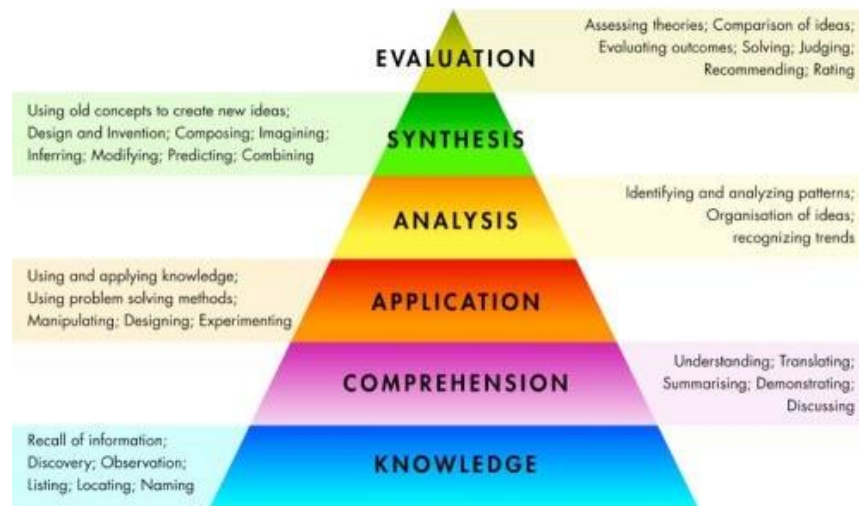 Assessing theories; Comparison of ideas;
Evaluating outcomes; Solving; Judging;
Recommending; Rating
EVALUATION
Using old concepts to create new ideas;
Design and Invention; Composing; Imagining;
Inferring; Modifying; Predicting; Combining
SYNTHESIS
Identifying and analyzing patterns;
Organisation of ideas;
recognizing trends
ANALYSIS
Using and applying knowledge;
Using problem solving methods;
Manipulating; Designing; Experimenting
APPLICATION
Understanding; Translating;
Summarising; Demonstrating;
Discussing
COMPREHENSION
Recall of information;
Discovery; Observation;
Listing; Locating; Naming
KNOWLEDGE